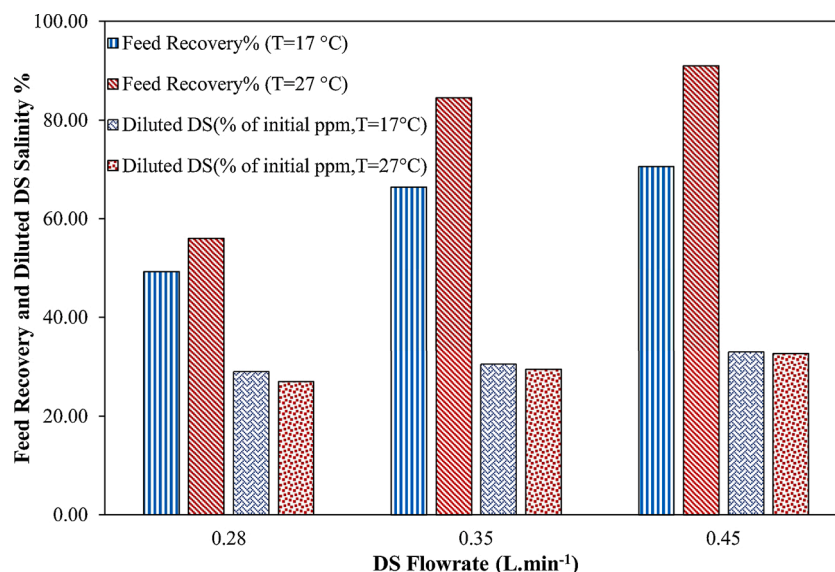 Feed Recovery and Diluted DS Salinity %
100.00
80.00
60.00
40.00
20.00
0.00
Feed Recovery% (T=17 °C)
Feed Recovery% (T=27 °C)
Diluted DS(% of initial ppm,T=17°C)
Diluted DS(% of initial ppm,T=27°C)
0.28
0.35
0.45
DS Flowrate (L.min⁻¹)